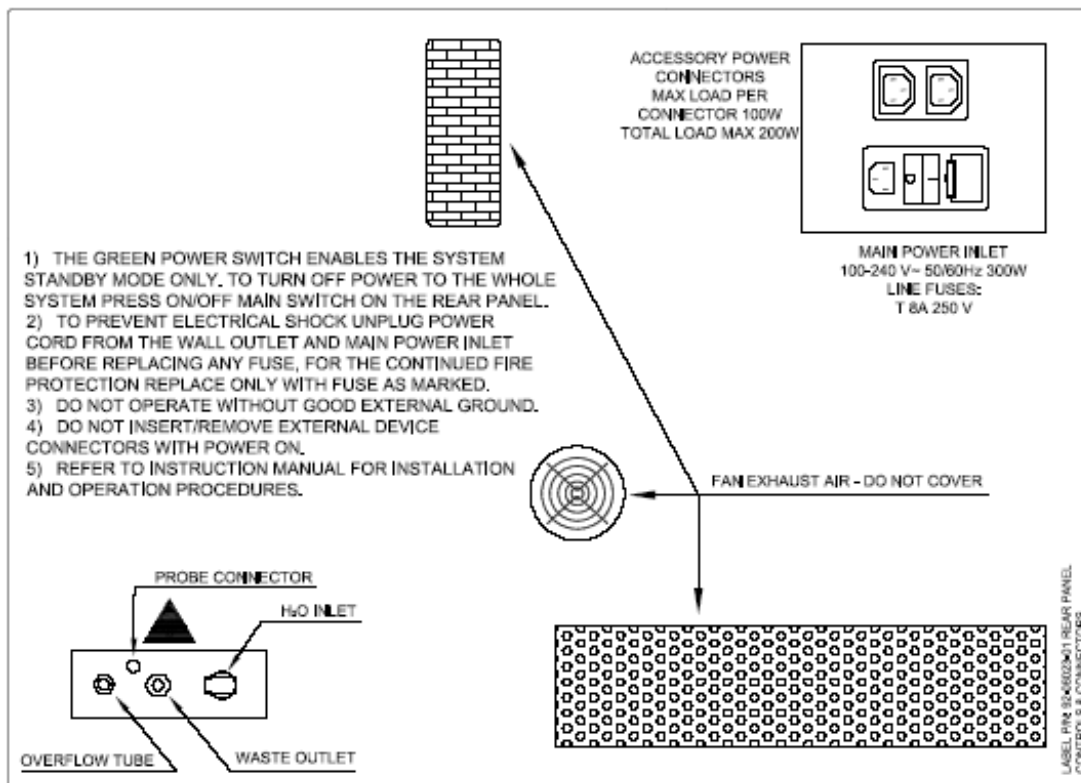 ACCESSORY POWER
CONNECTORS
MAX LOAD PER
CONNECTOR 100W
TOTAL LOAD MAX 200W
MAIN POWER INLET
100-240 V~ 50/60Hz 300W
LINE FUSES:
T 8A 250 V
1) THE GREEN POWER SWITCH ENABLES THE SYSTEM
STANDBY MODE ONLY. TO TURN OFF POWER TO THE WHOLE
SYSTEM PRESS ON/OFF MAIN SWITCH ON THE REAR PANEL.
2) TO PREVENT ELECTRICAL SHOCK UNPLUG POWER
CORD FROM THE WALL OUTLET AND MAIN POWER INLET
BEFORE REPLACING ANY FUSE, FOR THE CONTINUED FIRE
PROTECTION REPLACE ONLY WITH FUSE AS MARKED.
3) DO NOT OPERATE WITHOUT GOOD EXTERNAL GROUND.
4) DO NOT INSERT/REMOVE EXTERNAL DEVICE
CONNECTORS WITH POWER ON.
5) REFER TO INSTRUCTION MANUAL FOR INSTALLATION
AND OPERATION PROCEDURES.
FAN EXHAUST AIR - DO NOT COVER
PROBE CONNECTOR
H₂O INLET
OVERFLOW TUBE
WASTE OUTLET
LABEL P/N# REAR PANEL
CONTROLS & CONNECTORS